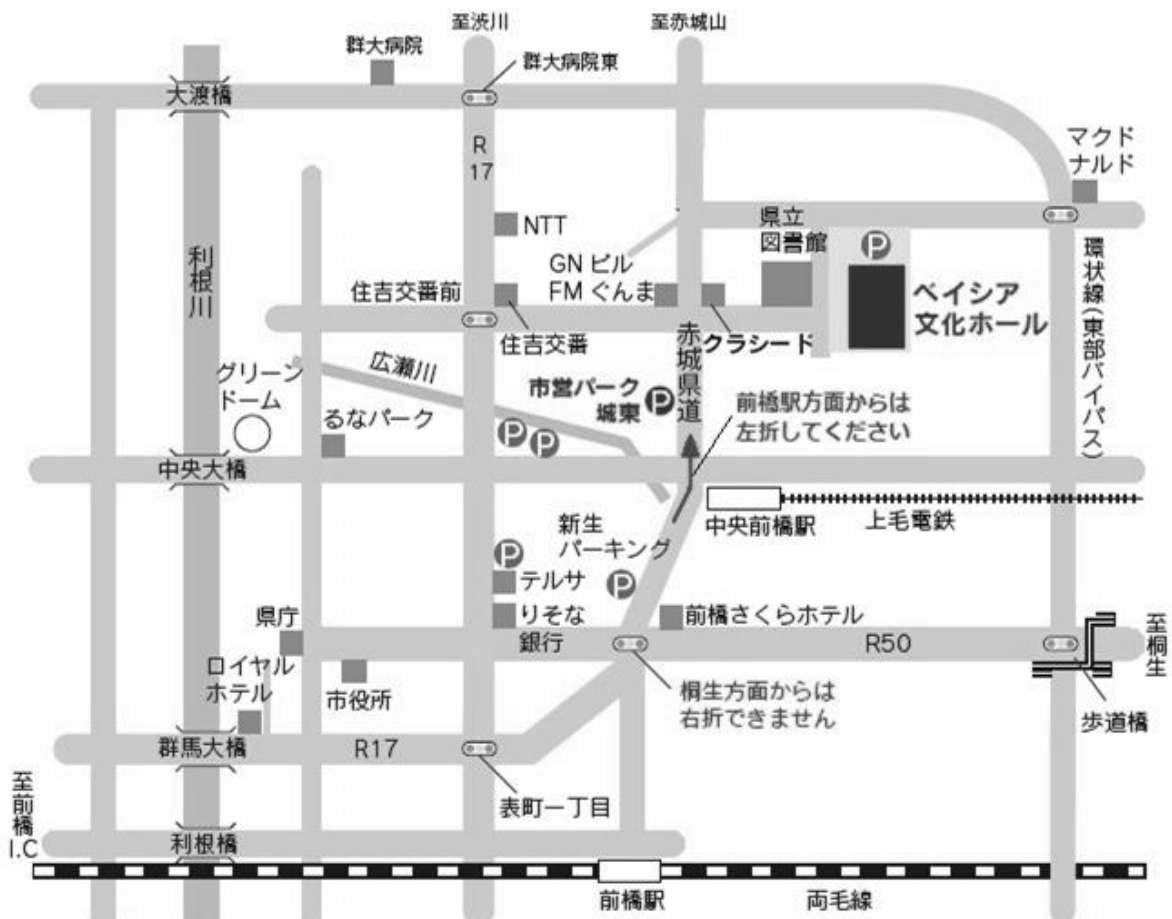 至渋川
至赤城山
群大病院
群大病院東
大渡橋
R
17
マクド
ナルド
NTT
県立
図書館
P
利根川
GN ビル
FM ぐんま
住吉交番前
住吉交番
クラシード
ベイシア
文化ホール
環状線(東部バイパス)
赤城県道
広瀬川
グリーン
ドーム
るなパーク
市営パーク
城東
P
前橋駅方面からは
左折してください
P
P
中央大橋
中央前橋駅
上毛電鉄
新生
パーキング
P
P
テルサ
りそな
銀行
前橋さくらホテル
県庁
R50
至桐生
ロイヤル
ホテル
市役所
桐生方面からは
右折できません
歩道橋
群馬大橋
R17
表町一丁目
至前橋
I.C
利根橋
前橋駅
両毛線